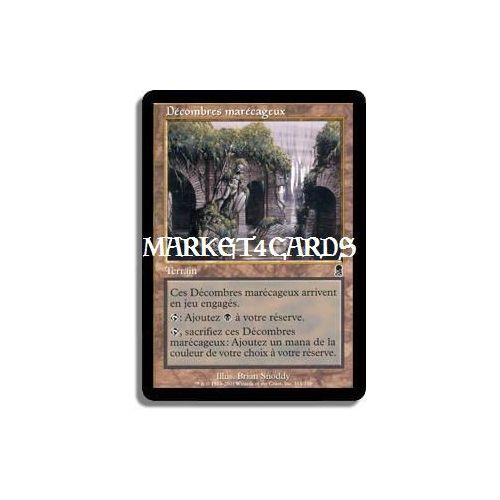 Décombres marécageux
MARKET4CARDS
Terrain
Ces Décombres marécageux arrivent
en jeu engagés.
: Ajoutez à votre réserve.
, sacrifiez ces Décombres
marécageux: Ajoutez un mana de la
couleur de votre choix à votre réserve.
Illus. Brian Snoddy